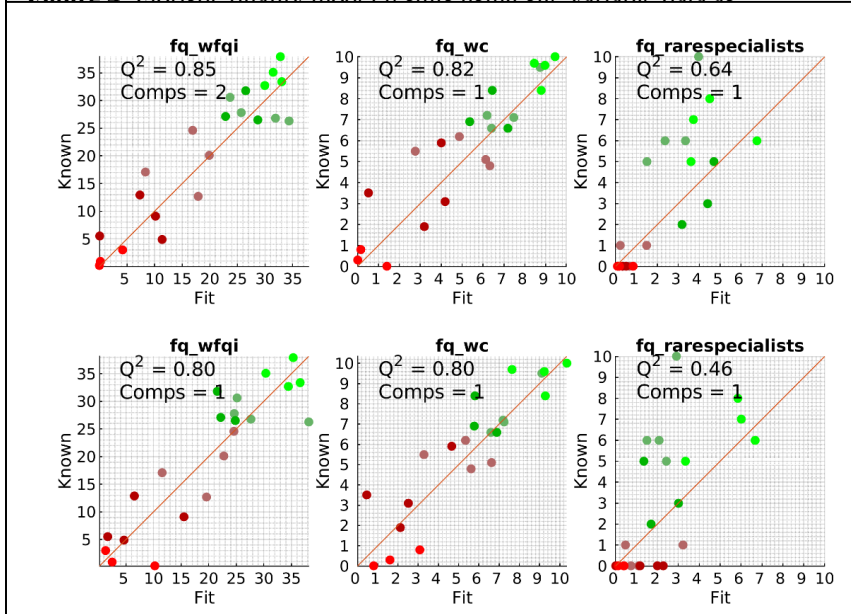 fq_wfqi
Q² = 0.85
Comps = 2
Known
35
30
25
20
15
10
5
5 10 15 20 25 30 35
Fit
fq_wc
Q² = 0.82
Comps = 1
Known
10
9
8
7
6
5
4
3
2
1
0
0 1 2 3 4 5 6 7 8 9 10
Fit
fq_rarespecialists
Q² = 0.64
Comps = 1
Known
10
9
8
7
6
5
4
3
2
1
0
0 1 2 3 4 5 6 7 8 9 10
Fit
fq_wfqi
Q² = 0.80
Comps = 1
Known
35
30
25
20
15
10
5
5 10 15 20 25 30 35
Fit
fq_wc
Q² = 0.80
Comps = 1
Known
10
9
8
7
6
5
4
3
2
1
0
0 1 2 3 4 5 6 7 8 9 10
Fit
fq_rarespecialists
Q² = 0.46
Comps = 1
Known
10
9
8
7
6
5
4
3
2
1
0
0 1 2 3 4 5 6 7 8 9 10
Fit